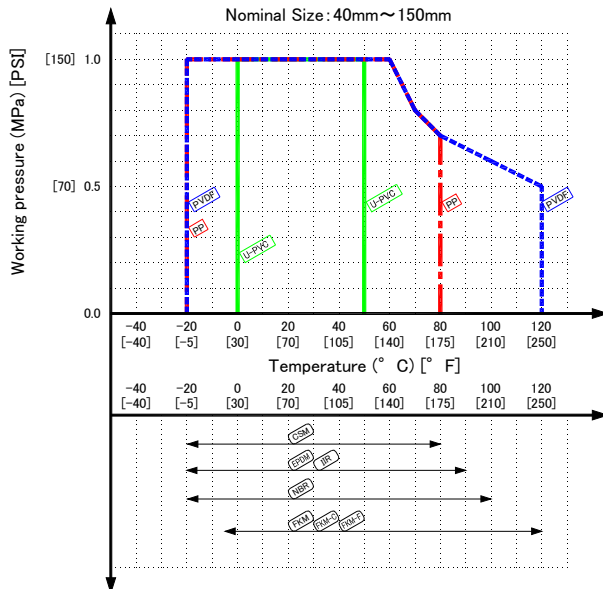 Nominal Size:40mm～150mm
Working pressure (MPa) [PSI]
[150] 1.0
[70] 0.5
0.0
PVDF
PP
U-PVC
U-PVC
PP
PVDF
-40 -20 0 20 40 60 80 100 120
[-40] [-5] [30] [70] [105] [140] [175] [210] [250]
Temperature(° C)[° F]
-40 -20 0 20 40 60 80 100 120
[-40] [-5] [30] [70] [105] [140] [175] [210] [250]
CSM
EPDM IIR
NBR
FKM FKM-C FKM-F